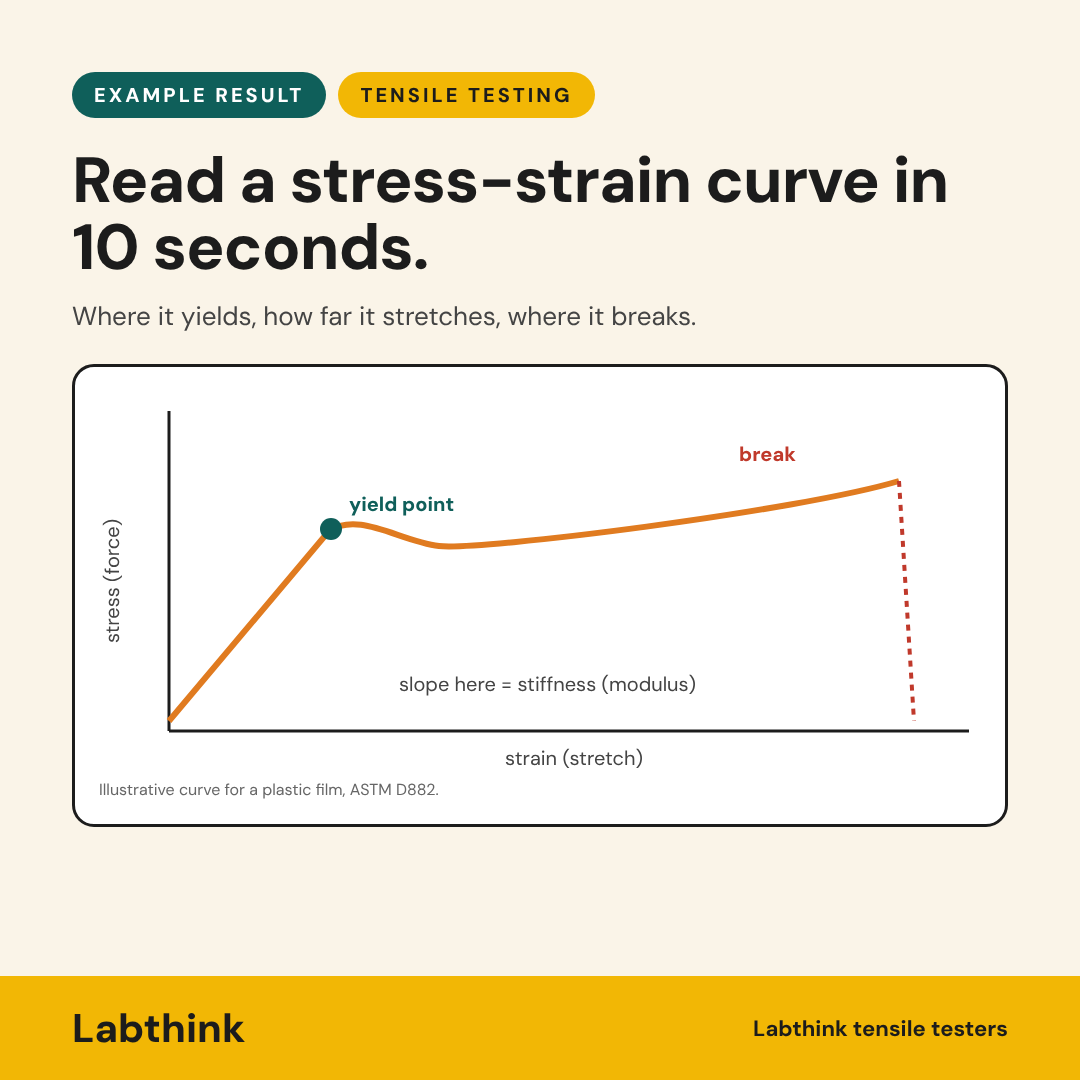 EXAMPLE RESULT
TENSILE TESTING
Read a stress–strain curve in
10 seconds.
Where it yields, how far it stretches, where it breaks.
break
yield point
stress (force)
slope here = stiffness (modulus)
strain (stretch)
Illustrative curve for a plastic film, ASTM D882.
Labthink
Labthink tensile testers